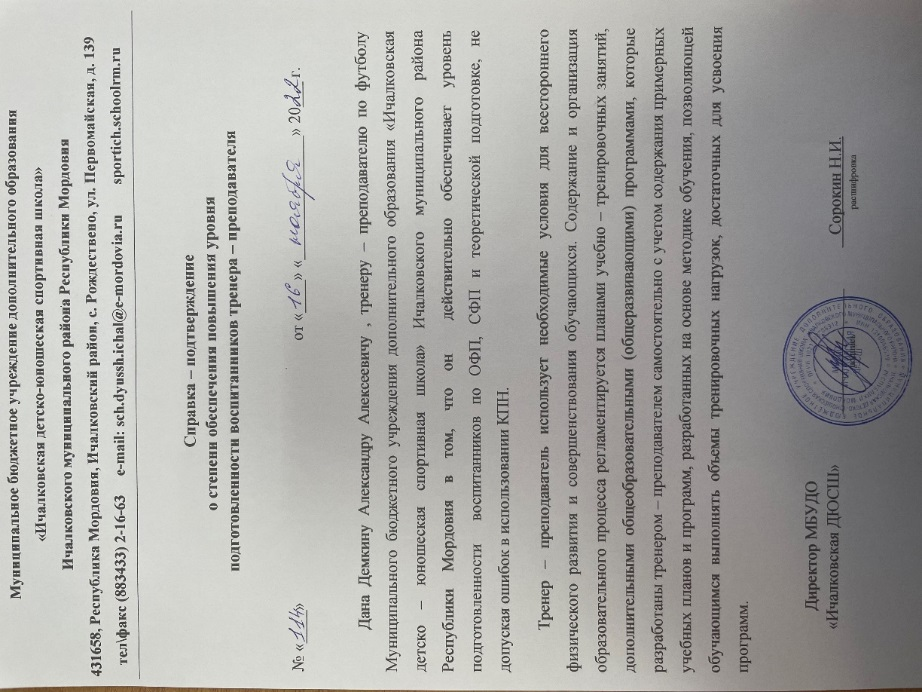 Муниципальное бюджетное учреждение дополнительного образования
«Ичалковская детско-юношеская спортивная школа»
Ичалковского муниципального района Республики Мордовия
431658, Республика Мордовия, Ичалковский район, с. Рождествено, ул. Первомайская, д. 139
тел\факс (883433) 2-16-63 e-mail: sch.dyussh.ichal@e-mordovia.ru sportich.schoolrm.ru
Справка – подтверждение
о степени обеспечения повышения уровня
подготовленности воспитанников тренера – преподавателя
№ «114» от «16» «ноября» 2022г.
Дана Демкину Александру Алексеевичу , тренеру – преподавателю по футболу
Муниципального бюджетного учреждения дополнительного образования «Ичалковская
детско – юношеская спортивная школа» Ичалковского муниципального района
Республики Мордовия в том, что он действительно обеспечивает уровень
подготовленности воспитанников по ОФП, СФП и теоретической подготовке, не
допуская ошибок в использовании КПН.
Тренер – преподаватель использует необходимые условия для всестороннего
физического развития и совершенствования обучающихся. Содержание и организация
образовательного процесса регламентируется планами учебно – тренировочных занятий,
дополнительными общеобразовательными (общеразвивающими) программами, которые
разработаны тренером – преподавателем самостоятельно с учетом содержания примерных
учебных планов и программ, разработанных на основе методике обучения, позволяющей
обучающимся выполнять объемы тренировочных нагрузок, достаточных для усвоения
программ.
Директор МБУДО
«Ичалковская ДЮСШ» Сорокин Н.И.
расшифровка